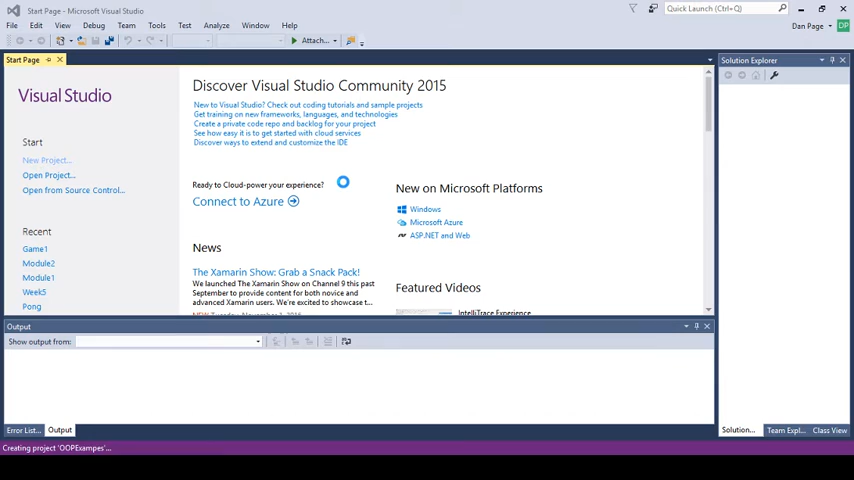 Start Page - Microsoft Visual Studio
Quick Launch (Ctrl+Q)
File Edit View Debug Team Tools Test Analyze Window Help
Dan Page DP
Attach...
Start Page
Solution Explorer
Visual Studio
Discover Visual Studio Community 2015
New to Visual Studio? Check out coding tutorials and sample projects
Get training on new frameworks, languages, and technologies
Create a private code repo and backlog for your project
See how easy it is to get started with cloud services
Discover ways to extend and customize the IDE
Start
New Project...
Open Project...
Open from Source Control...
Recent
Game1
Module2
Module1
Week5
Pong
Ready to Cloud-power your experience?
Connect to Azure
News
The Xamarin Show: Grab a Snack Pack!
We launched The Xamarin Show on Channel 9 this past
September to provide content for both novice and
advanced Xamarin users. We're excited to showcase t...
New on Microsoft Platforms
Windows
Microsoft Azure
ASP.NET and Web
Featured Videos
IntelliTrace Experience
Output
Show output from:
Error List... Output
Solution... Team Expl... Class View
Creating project 'OOPExampes'...